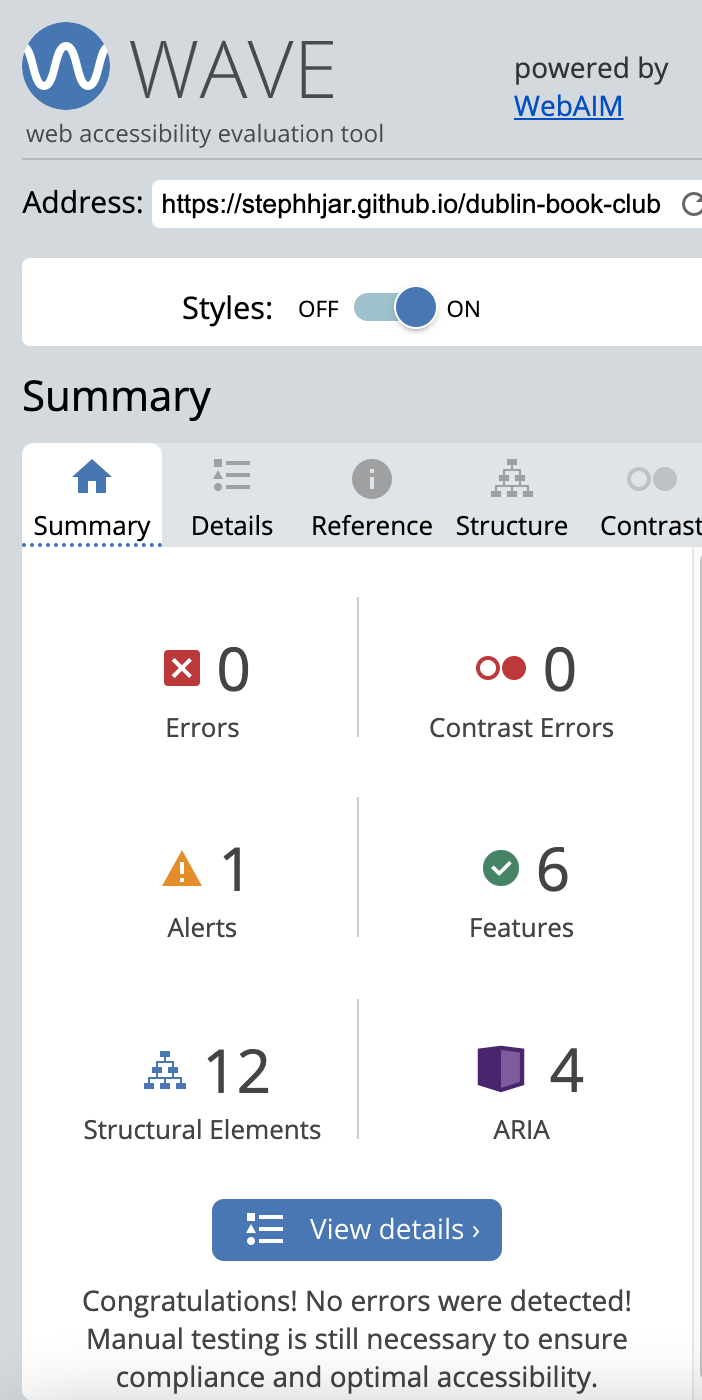 WAVE
powered by
WebAIM
web accessibility evaluation tool
Address: https://stephhjar.github.io/dublin-book-club
Styles: OFF ON
Summary
Summary Details Reference Structure Contrast
0 0
Errors Contrast Errors
1 6
Alerts Features
12 4
Structural Elements ARIA
View details ›
Congratulations! No errors were detected!
Manual testing is still necessary to ensure
compliance and optimal accessibility.